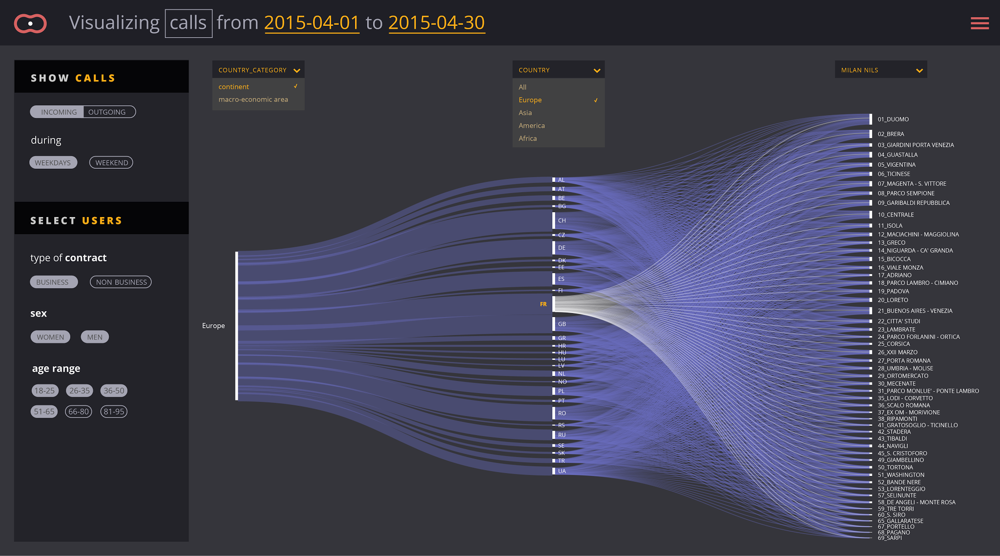 Visualizing calls from 2015-04-01 to 2015-04-30
SHOW CALLS
INCOMING OUTGOING
during
WEEKDAYS WEEKEND
SELECT USERS
type of contract
BUSINESS NON BUSINESS
sex
WOMEN MEN
age range
18-25 26-35 36-50
51-65 66-80 81-95
COUNTRY_CATEGORY
continent
macro-economic area
Europe
COUNTRY
All
Europe
Asia
America
Africa
AL
AT
BE
BG
CH
CZ
DE
DK
EE
ES
FI
FR
GB
GR
HR
HU
LU
LV
NL
NO
PL
PT
RO
RS
RU
SE
SK
TR
UA
MILAN NILS
01_DUOMO
02_BRERA
03_GIARDINI PORTA VENEZIA
04_GUASTALLA
05_VIGENTINA
06_TICINESE
07_MAGENTA - S. VITTORE
08_PARCO SEMPIONE
09_GARIBALDI REPUBBLICA
10_CENTRALE
11_ISOLA
12_MACIACHINI - MAGGIOLINA
13_GRECO
14_NIGUARDA - CA' GRANDA
15_BICOCCA
16_VIALE MONZA
17_ADRIANO
18_PARCO LAMBRO - CIMIANO
19_PADOVA
20_LORETO
21_BUENOS AIRES - VENEZIA
22_CITTA' STUDI
23_LAMBRATE
24_PARCO FORLANINI - ORTICA
25_CORSICA
26_XXII MARZO
27_PORTA ROMANA
28_UMBRIA - MOLISE
29_ORTOMERCATO
30_MECENATE
31_PARCO MONLUE' - PONTE LAMBRO
35_LODI - CORVETTO
36_SCALO ROMANA
37_EX OM - MORIVIONE
38_RIPAMONTI
41_GRATOSOGLIO - TICINELLO
42_STADERA
43_TIBALDI
44_NAVIGLI
45_S. CRISTOFORO
49_GIAMBELLINO
50_TORTONA
51_WASHINGTON
52_BANDE NERE
53_LORENTEGGIO
57_SELINUNTE
58_DE ANGELI - MONTE ROSA
59_TRE TORRI
60_S. SIRO
65_GALLARATESE
67_PORTELLO
68_PAGANO
69_SARPI